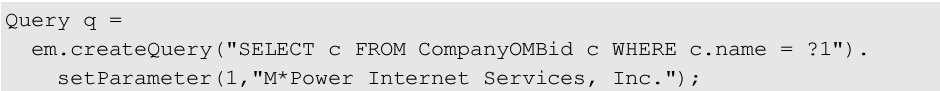 Query q =
em.createQuery("SELECT c FROM CompanyOMBid c WHERE c.name = ?1").
setParameter(1,"M*Power Internet Services, Inc.");